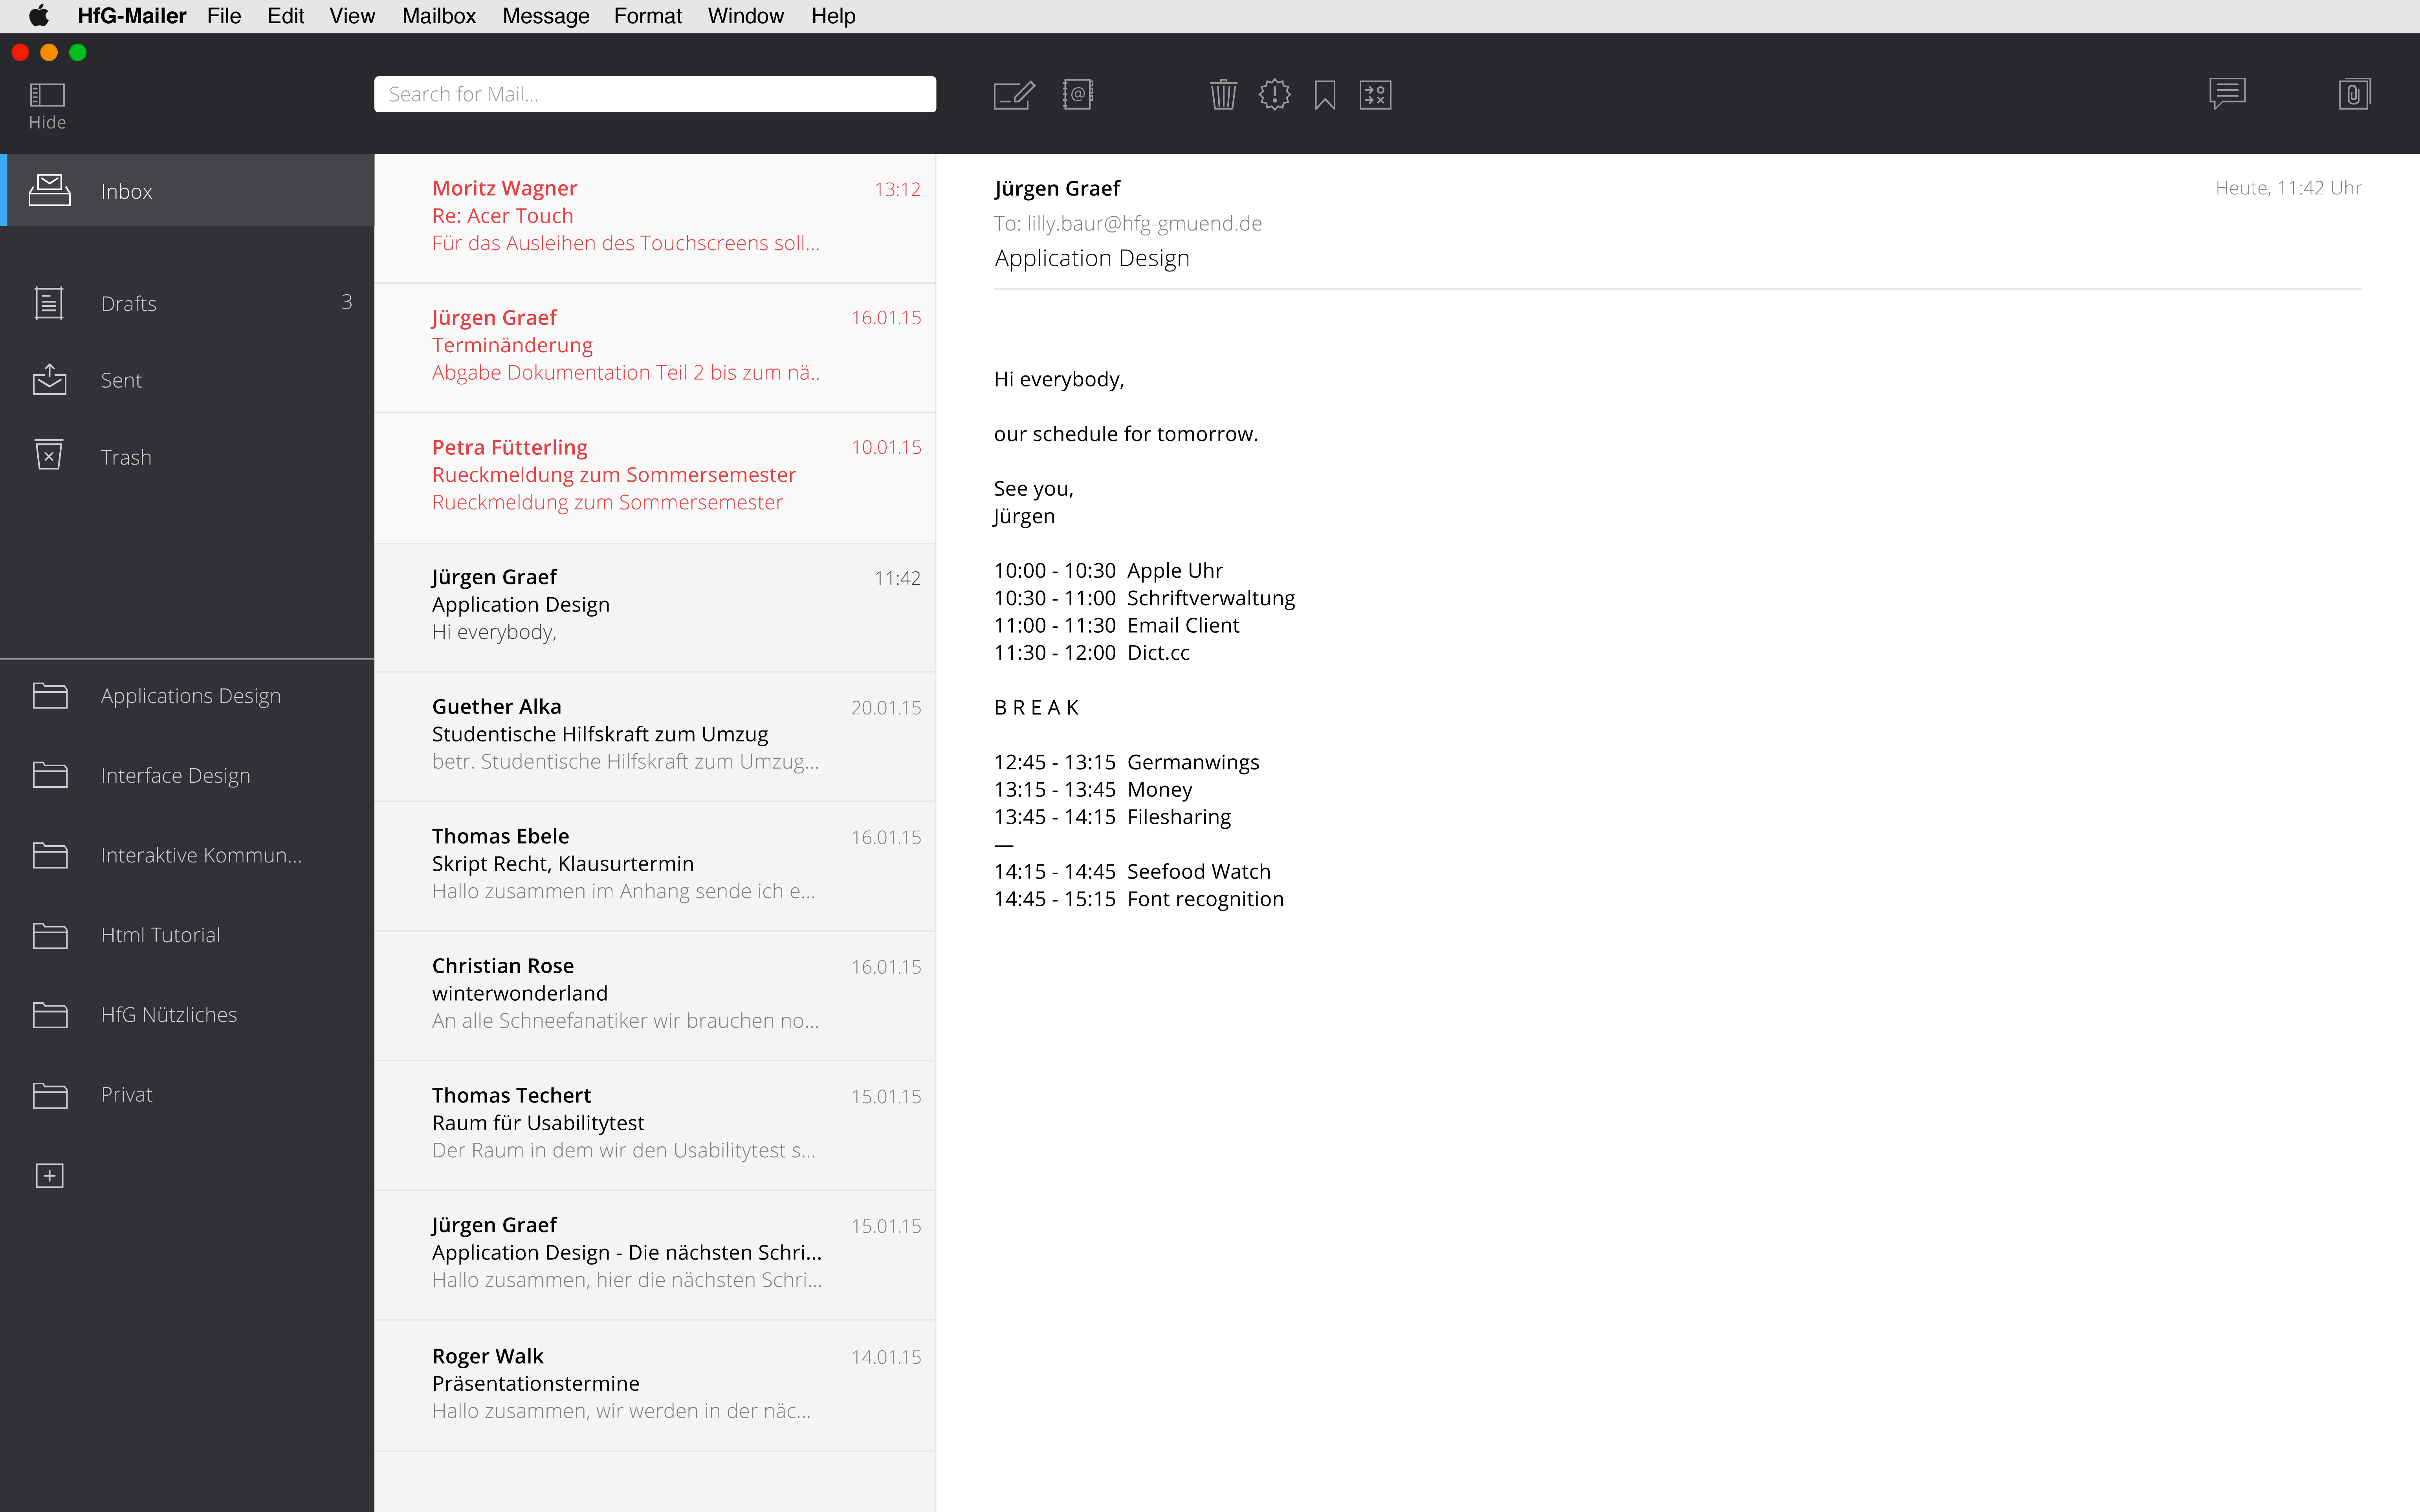 HfG-Mailer File Edit View Mailbox Message Format Window Help
Hide
Search for Mail...
Inbox
Drafts 3
Sent
Trash
Applications Design
Interface Design
Interaktive Kommun...
Html Tutorial
HfG Nützliches
Privat
Moritz Wagner 13:12
Re: Acer Touch
Für das Ausleihen des Touchscreens soll...
Jürgen Graef 16.01.15
Terminänderung
Abgabe Dokumentation Teil 2 bis zum nä..
Petra Fütterling 10.01.15
Rueckmeldung zum Sommersemester
Rueckmeldung zum Sommersemester
Jürgen Graef 11:42
Application Design
Hi everybody,
Guether Alka 20.01.15
Studentische Hilfskraft zum Umzug
betr. Studentische Hilfskraft zum Umzug...
Thomas Ebele 16.01.15
Skript Recht, Klausurtermin
Hallo zusammen im Anhang sende ich e...
Christian Rose 16.01.15
winterwonderland
An alle Schneefanatiker wir brauchen no...
Thomas Techert 15.01.15
Raum für Usabilitytest
Der Raum in dem wir den Usabilitytest s...
Jürgen Graef 15.01.15
Application Design - Die nächsten Schri...
Hallo zusammen, hier die nächsten Schri...
Roger Walk 14.01.15
Präsentationstermine
Hallo zusammen, wir werden in der näc...
Jürgen Graef Heute, 11:42 Uhr
To: lilly.baur@hfg-gmuend.de
Application Design
Hi everybody,
our schedule for tomorrow.
See you,
Jürgen
10:00 - 10:30 Apple Uhr
10:30 - 11:00 Schriftverwaltung
11:00 - 11:30 Email Client
11:30 - 12:00 Dict.cc
B R E A K
12:45 - 13:15 Germanwings
13:15 - 13:45 Money
13:45 - 14:15 Filesharing
—
14:15 - 14:45 Seefood Watch
14:45 - 15:15 Font recognition